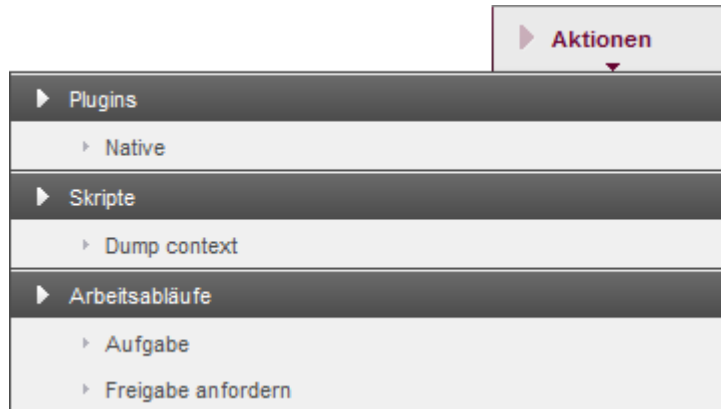 Aktionen
Plugins
Native
Skripte
Dump context
Arbeitsabläufe
Aufgabe
Freigabe anfordern